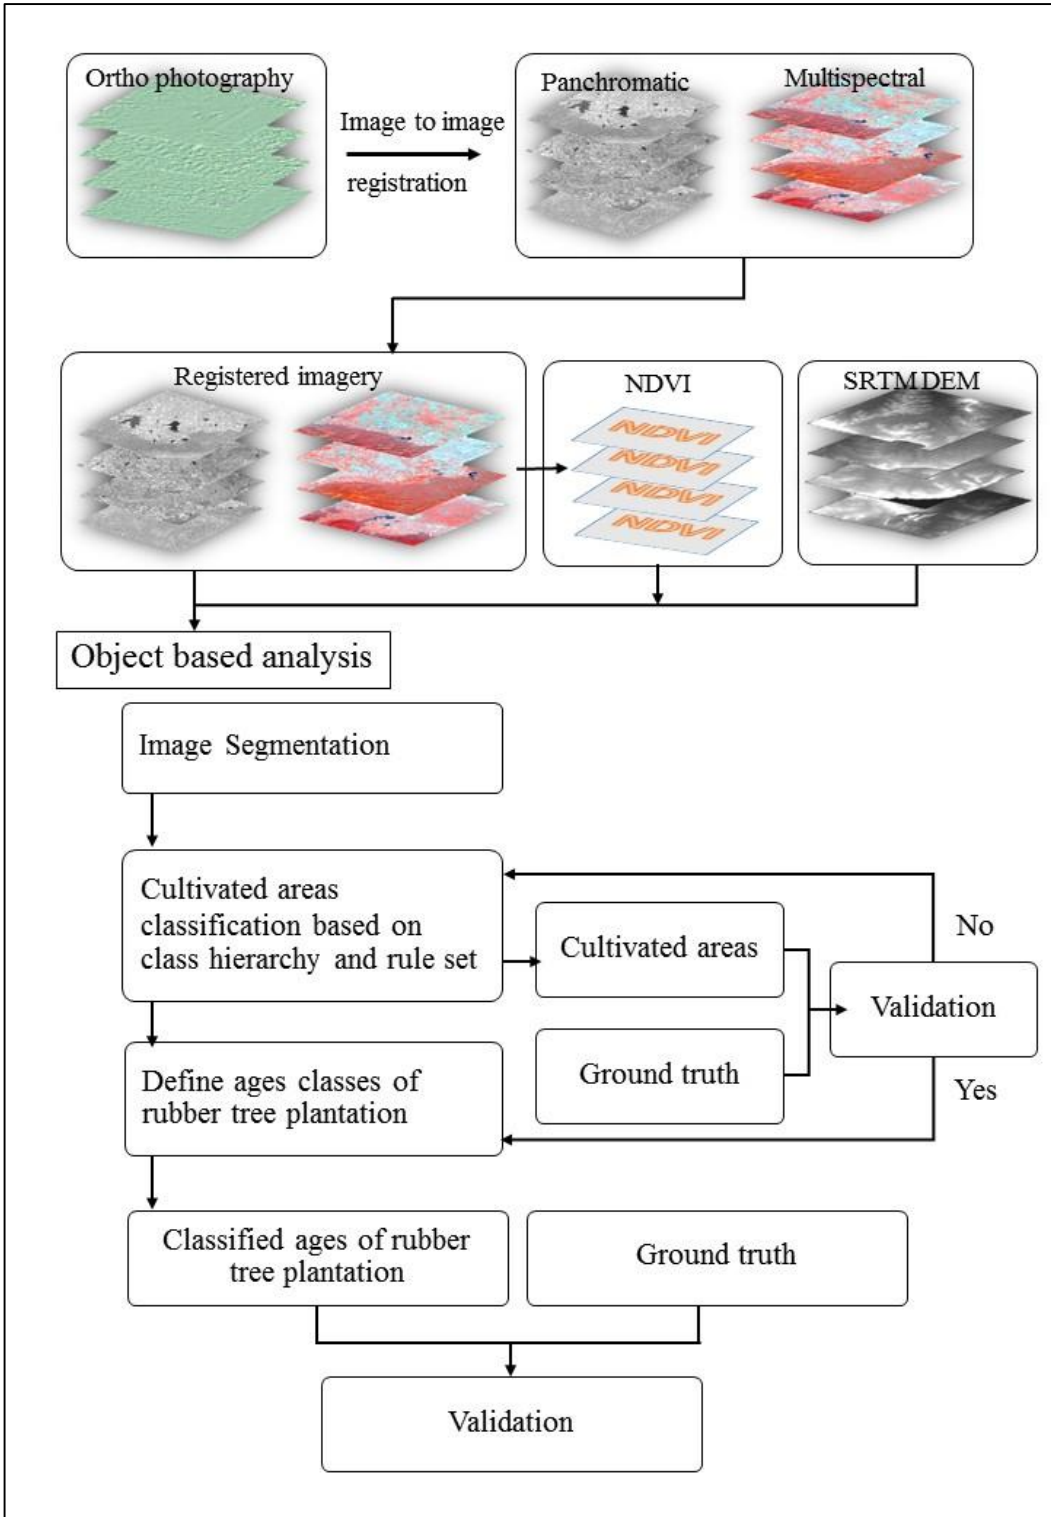 Ortho photography
Image to image
registration
Panchromatic
Multispectral
Registered imagery
NDVI
NDVI
NDVI
NDVI
NDVI
SRTM DEM
Object based analysis
Image Segmentation
Cultivated areas
classification based on
class hierarchy and rule set
Cultivated areas
No
Validation
Ground truth
Yes
Define ages classes of
rubber tree plantation
Classified ages of rubber
tree plantation
Ground truth
Validation